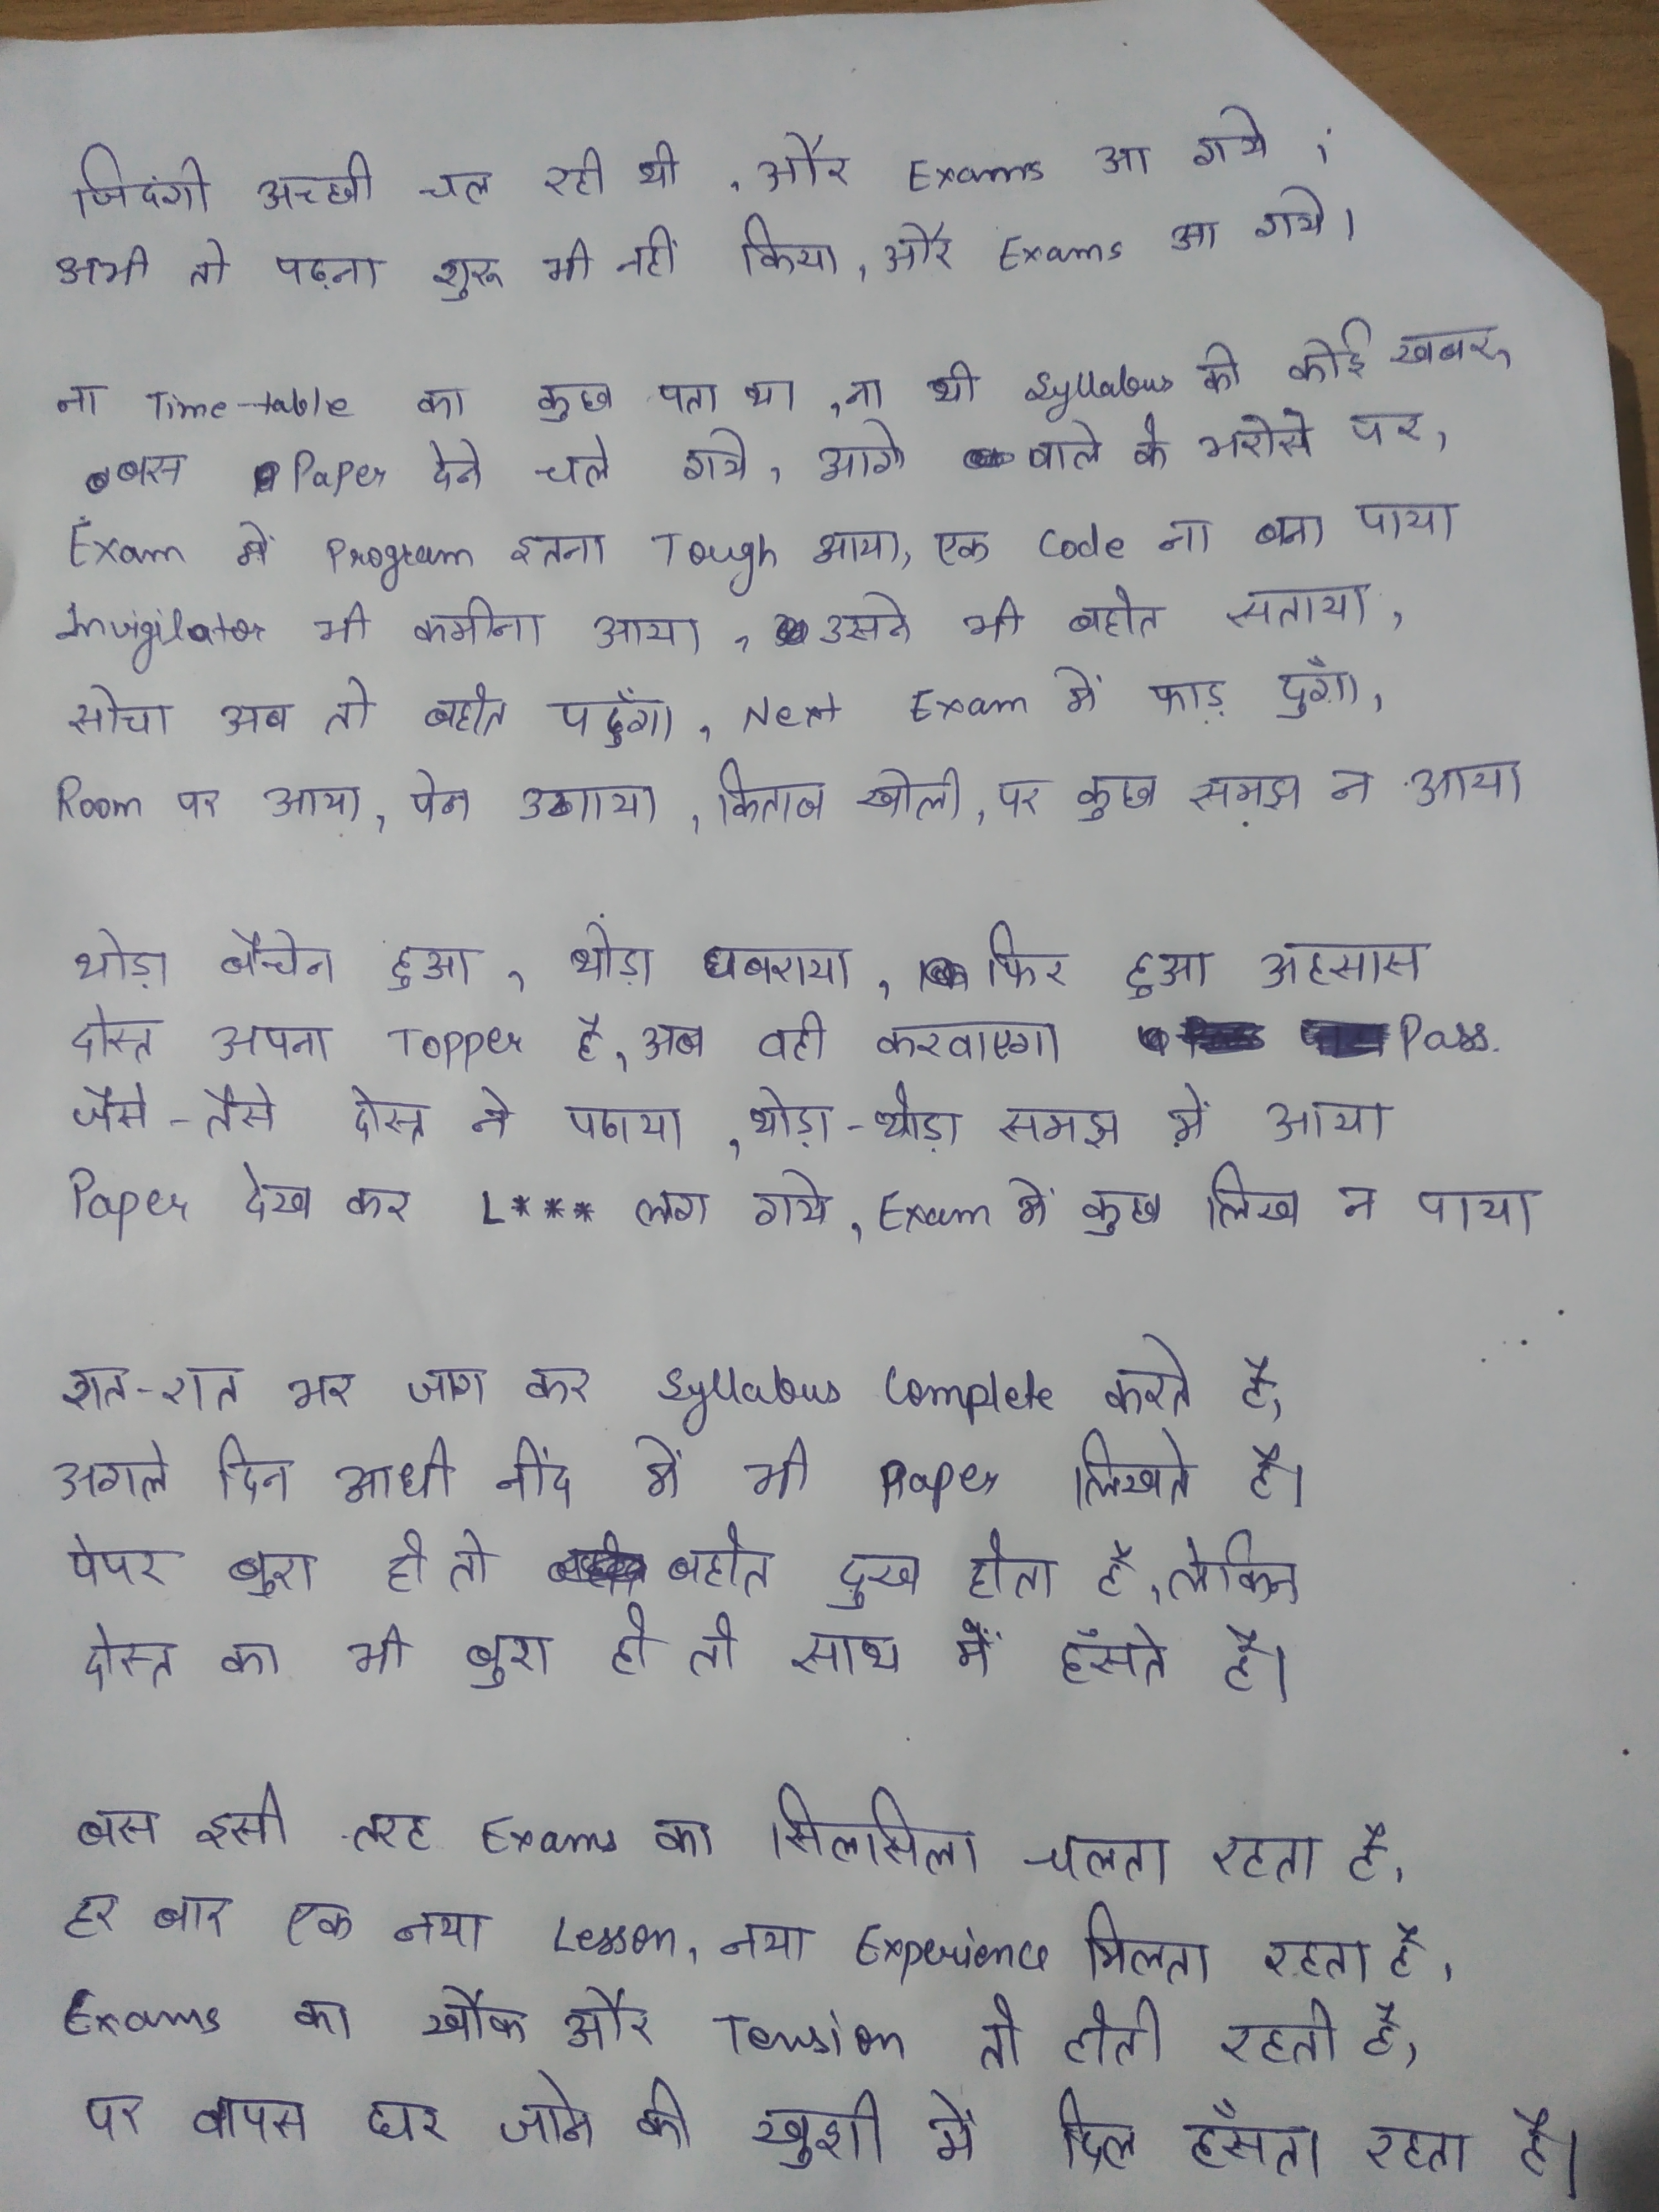 जिदंगी अच्छी चल रही थी, और Exams आ गये ;
अभी तो पढ़ना शुरू भी नहीं किया, और Exams आ गये।
ना Time-table का कुछ पता था, ना थी Syllabus की कोई खबर,
बस Paper देने चले गये, आगे वाले के भरोसे पर,
Exam में Program इतना Tough आया, एक Code ना बना पाया
Invigilator भी कमीना आया, उसने भी बहोत सताया,
सोचा अब तो बहोत पढुँगा, Next Exam में फाड़ दुँगा,
Room पर आया, पेन उठाया, किताब खोली, पर कुछ समझ न आया
थोड़ा बैचेन हुआ, थोड़ा घबराया, फिर हुआ अहसास
दोस्त अपना Topper है, अब वही करवाएगा Pass.
जैसे-तैसे दोस्त ने पढाया, थोड़ा-थोड़ा समझ में आया
Paper देख कर L*** लग गये, Exam में कुछ लिख न पाया
रात-रात भर जाग कर Syllabus Complete करते है,
अगले दिन आधी नींद में भी Paper लिखते है।
पेपर बुरा हो तो बहोत दुख होता है, लेकिन
दोस्त का भी बुरा हो तो साथ में हँसते है।
बस इसी तरह Exams का सिलसिला चलता रहता है,
हर बार एक नया Lesson, नया Experience मिलता रहता है,
Exams का खौफ और Tension तो होती रहती है,
पर वापस घर जाने की खुशी में दिल हँसता रहता है।